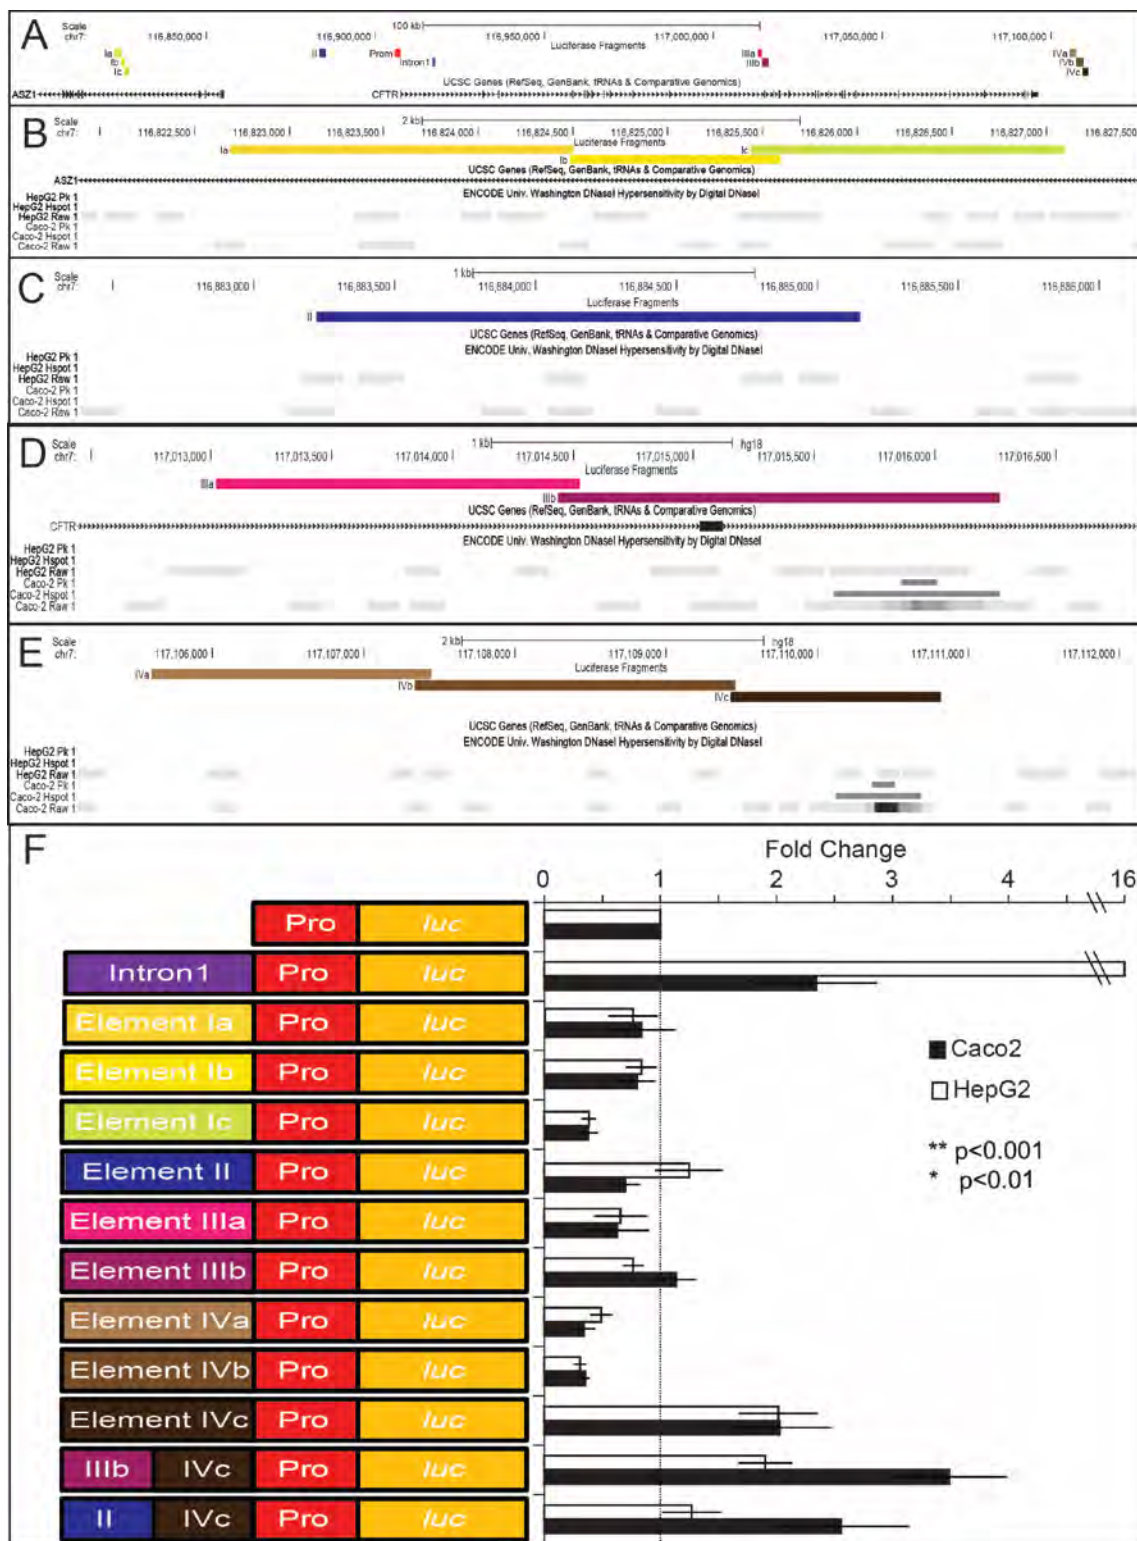 A
Scale 100 kb
chr7: 116,850,000 116,900,000 116,950,000 117,000,000 117,050,000 117,100,000
Luciferase Fragments
Ia II Prom IIIa IVa
Ib Intron1 IIIb IVb
Ic IVc
UCSC Genes (RefSeq, GenBank, tRNAs & Comparative Genomics)
ASZ1 CFTR
B
Scale 2 kb
chr7: 116,822,500 116,823,000 116,823,500 116,824,000 116,824,500 116,825,000 116,825,500 116,826,000 116,826,500 116,827,000 116,827,500
Luciferase Fragments
Ia Ic
Ib
UCSC Genes (RefSeq, GenBank, tRNAs & Comparative Genomics)
ASZ1
ENCODE Univ. Washington DNaseI Hypersensitivity by Digital DNaseI
HepG2 Pk 1
HepG2 Hspot 1
HepG2 Raw 1
Caco-2 Pk 1
Caco-2 Hspot 1
Caco-2 Raw 1
C
Scale 1 kb
chr7: 116,883,000 116,883,500 116,884,000 116,884,500 116,885,000 116,885,500 116,886,000
Luciferase Fragments
II
UCSC Genes (RefSeq, GenBank, tRNAs & Comparative Genomics)
ENCODE Univ. Washington DNaseI Hypersensitivity by Digital DNaseI
HepG2 Pk 1
HepG2 Hspot 1
HepG2 Raw 1
Caco-2 Pk 1
Caco-2 Hspot 1
Caco-2 Raw 1
D
Scale 1 kb hg18
chr7: 117,013,000 117,013,500 117,014,000 117,014,500 117,015,000 117,015,500 117,016,000 117,016,500
Luciferase Fragments
IIIa
IIIb
UCSC Genes (RefSeq, GenBank, tRNAs & Comparative Genomics)
CFTR
ENCODE Univ. Washington DNaseI Hypersensitivity by Digital DNaseI
HepG2 Pk 1
HepG2 Hspot 1
HepG2 Raw 1
Caco-2 Pk 1
Caco-2 Hspot 1
Caco-2 Raw 1
E
Scale 2 kb hg18
chr7: 117,106,000 117,107,000 117,108,000 117,109,000 117,110,000 117,111,000 117,112,000
Luciferase Fragments
IVa
IVb
IVc
UCSC Genes (RefSeq, GenBank, tRNAs & Comparative Genomics)
ENCODE Univ. Washington DNaseI Hypersensitivity by Digital DNaseI
HepG2 Pk 1
HepG2 Hspot 1
HepG2 Raw 1
Caco-2 Pk 1
Caco-2 Hspot 1
Caco-2 Raw 1
F
Fold Change
0 1 2 3 4 16
Pro luc
Intron1 Pro luc
Element Ia Pro luc
Element Ib Pro luc
Element Ic Pro luc
Element II Pro luc
Element IIIa Pro luc
Element IIIb Pro luc
Element IVa Pro luc
Element IVb Pro luc
Element IVc Pro luc
IIIb IVc Pro luc
II IVc Pro luc
Caco2
HepG2
** p<0.001
* p<0.01